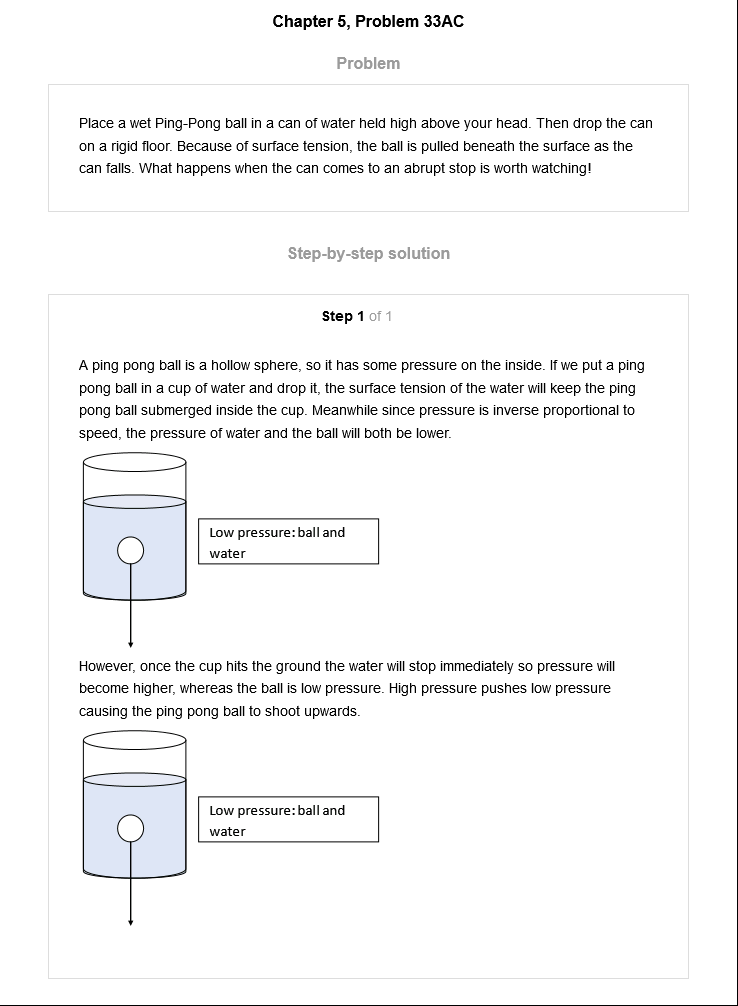 Chapter 5, Problem 33AC
Problem
Place a wet Ping-Pong ball in a can of water held high above your head. Then drop the can
on a rigid floor. Because of surface tension, the ball is pulled beneath the surface as the
can falls. What happens when the can comes to an abrupt stop is worth watching!
Step-by-step solution
Step 1 of 1
A ping pong ball is a hollow sphere, so it has some pressure on the inside. If we put a ping
pong ball in a cup of water and drop it, the surface tension of the water will keep the ping
pong ball submerged inside the cup. Meanwhile since pressure is inverse proportional to
speed, the pressure of water and the ball will both be lower.
Low pressure: ball and
water
However, once the cup hits the ground the water will stop immediately so pressure will
become higher, whereas the ball is low pressure. High pressure pushes low pressure
causing the ping pong ball to shoot upwards.
Low pressure: ball and
water